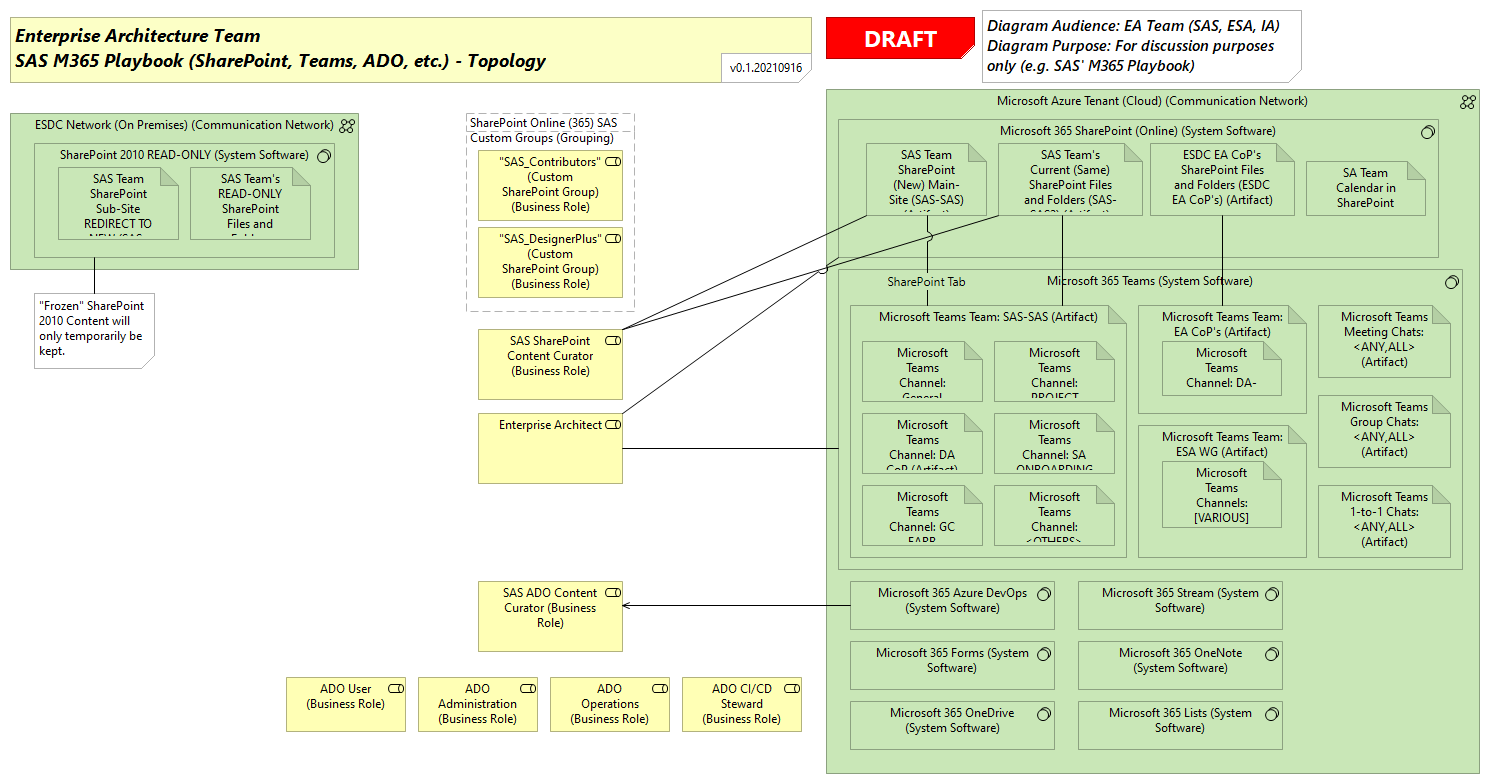 Enterprise Architecture Team
SAS M365 Playbook (SharePoint, Teams, ADO, etc.) - Topology
v0.1.20210916
DRAFT
Diagram Audience: EA Team (SAS, ESA, IA)
Diagram Purpose: For discussion purposes
only (e.g. SAS' M365 Playbook)
ESDC Network (On Premises) (Communication Network)
SharePoint 2010 READ-ONLY (System Software)
SAS Team
SharePoint
Sub-Site
REDIRECT TO
NEW (SAS
SAS Team's
READ-ONLY
SharePoint
Files and
"Frozen" SharePoint
2010 Content will
only temporarily be
kept.
SharePoint Online (365) SAS
Custom Groups (Grouping)
"SAS_Contributors"
(Custom
SharePoint Group)
(Business Role)
"SAS_DesignerPlus"
(Custom
SharePoint Group)
(Business Role)
SAS SharePoint
Content Curator
(Business Role)
Enterprise Architect
SAS ADO Content
Curator (Business
Role)
ADO User
(Business Role)
ADO
Administration
(Business Role)
ADO
Operations
(Business Role)
ADO CI/CD
Steward
(Business Role)
Microsoft Azure Tenant (Cloud) (Communication Network)
Microsoft 365 SharePoint (Online) (System Software)
SAS Team
SharePoint
(New) Main-
Site (SAS-SAS)
(Artifact)
SAS Team's
Current (Same)
SharePoint Files
and Folders (SAS-
SAS2) (Artifact)
ESDC EA CoP's
SharePoint Files
and Folders (ESDC
EA CoP's) (Artifact)
SA Team
Calendar in
SharePoint
SharePoint Tab
Microsoft 365 Teams (System Software)
Microsoft Teams Team: SAS-SAS (Artifact)
Microsoft
Teams
Channel:
General
Microsoft
Teams
Channel:
PROJECT
Microsoft
Teams
Channel: DA
CoP (Artifact)
Microsoft
Teams
Channel: SA
ONBOARDING
Microsoft
Teams
Channel: GC
EARB
Microsoft
Teams
Channel:
<OTHERS>
Microsoft Teams Team:
EA CoP's (Artifact)
Microsoft
Teams
Channel: DA-
Microsoft Teams Team:
ESA WG (Artifact)
Microsoft
Teams
Channels:
[VARIOUS]
Microsoft Teams
Meeting Chats:
<ANY,ALL>
(Artifact)
Microsoft Teams
Group Chats:
<ANY,ALL>
(Artifact)
Microsoft Teams
1-to-1 Chats:
<ANY,ALL>
(Artifact)
Microsoft 365 Azure DevOps
(System Software)
Microsoft 365 Stream (System
Software)
Microsoft 365 Forms (System
Software)
Microsoft 365 OneNote
(System Software)
Microsoft 365 OneDrive
(System Software)
Microsoft 365 Lists (System
Software)